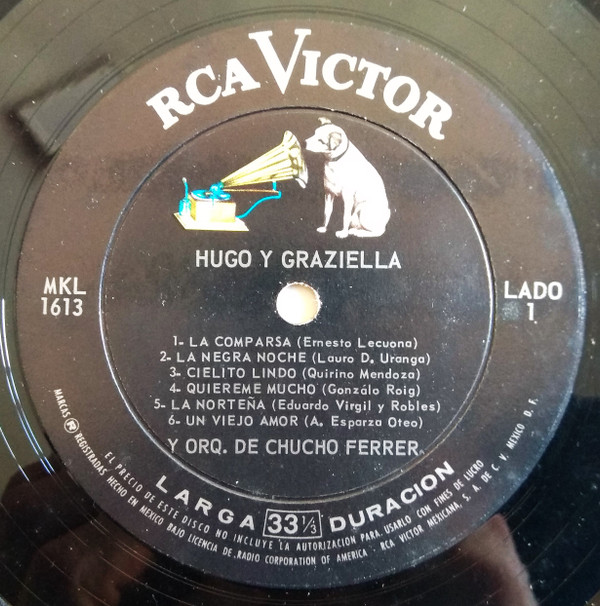 RCA VICTOR
HUGO Y GRAZIELLA
MKL
1613
LADO
1
1- LA COMPARSA (Ernesto Lecuona)
2- LA NEGRA NOCHE (Lauro D. Uranga)
3- CIELITO LINDO (Quirino Mendoza)
4- QUIEREME MUCHO (Gonzálo Roig)
5- LA NORTEÑA (Eduardo Virgil y Robles)
6- UN VIEJO AMOR (A. Esparza Oteo)
Y ORQ. DE CHUCHO FERRER.
LARGA 33 1/3 DURACION
MARCAS ® REGISTRADAS
EL PRECIO DE ESTE DISCO NO INCLUYE LA AUTORIZACION PARA USARLO CON FINES DE LUCRO
HECHO EN MEXICO BAJO LICENCIA DE RADIO CORPORATION OF AMERICA - RCA VICTOR MEXICANA, S. A. DE C. V. MEXICO D. F.